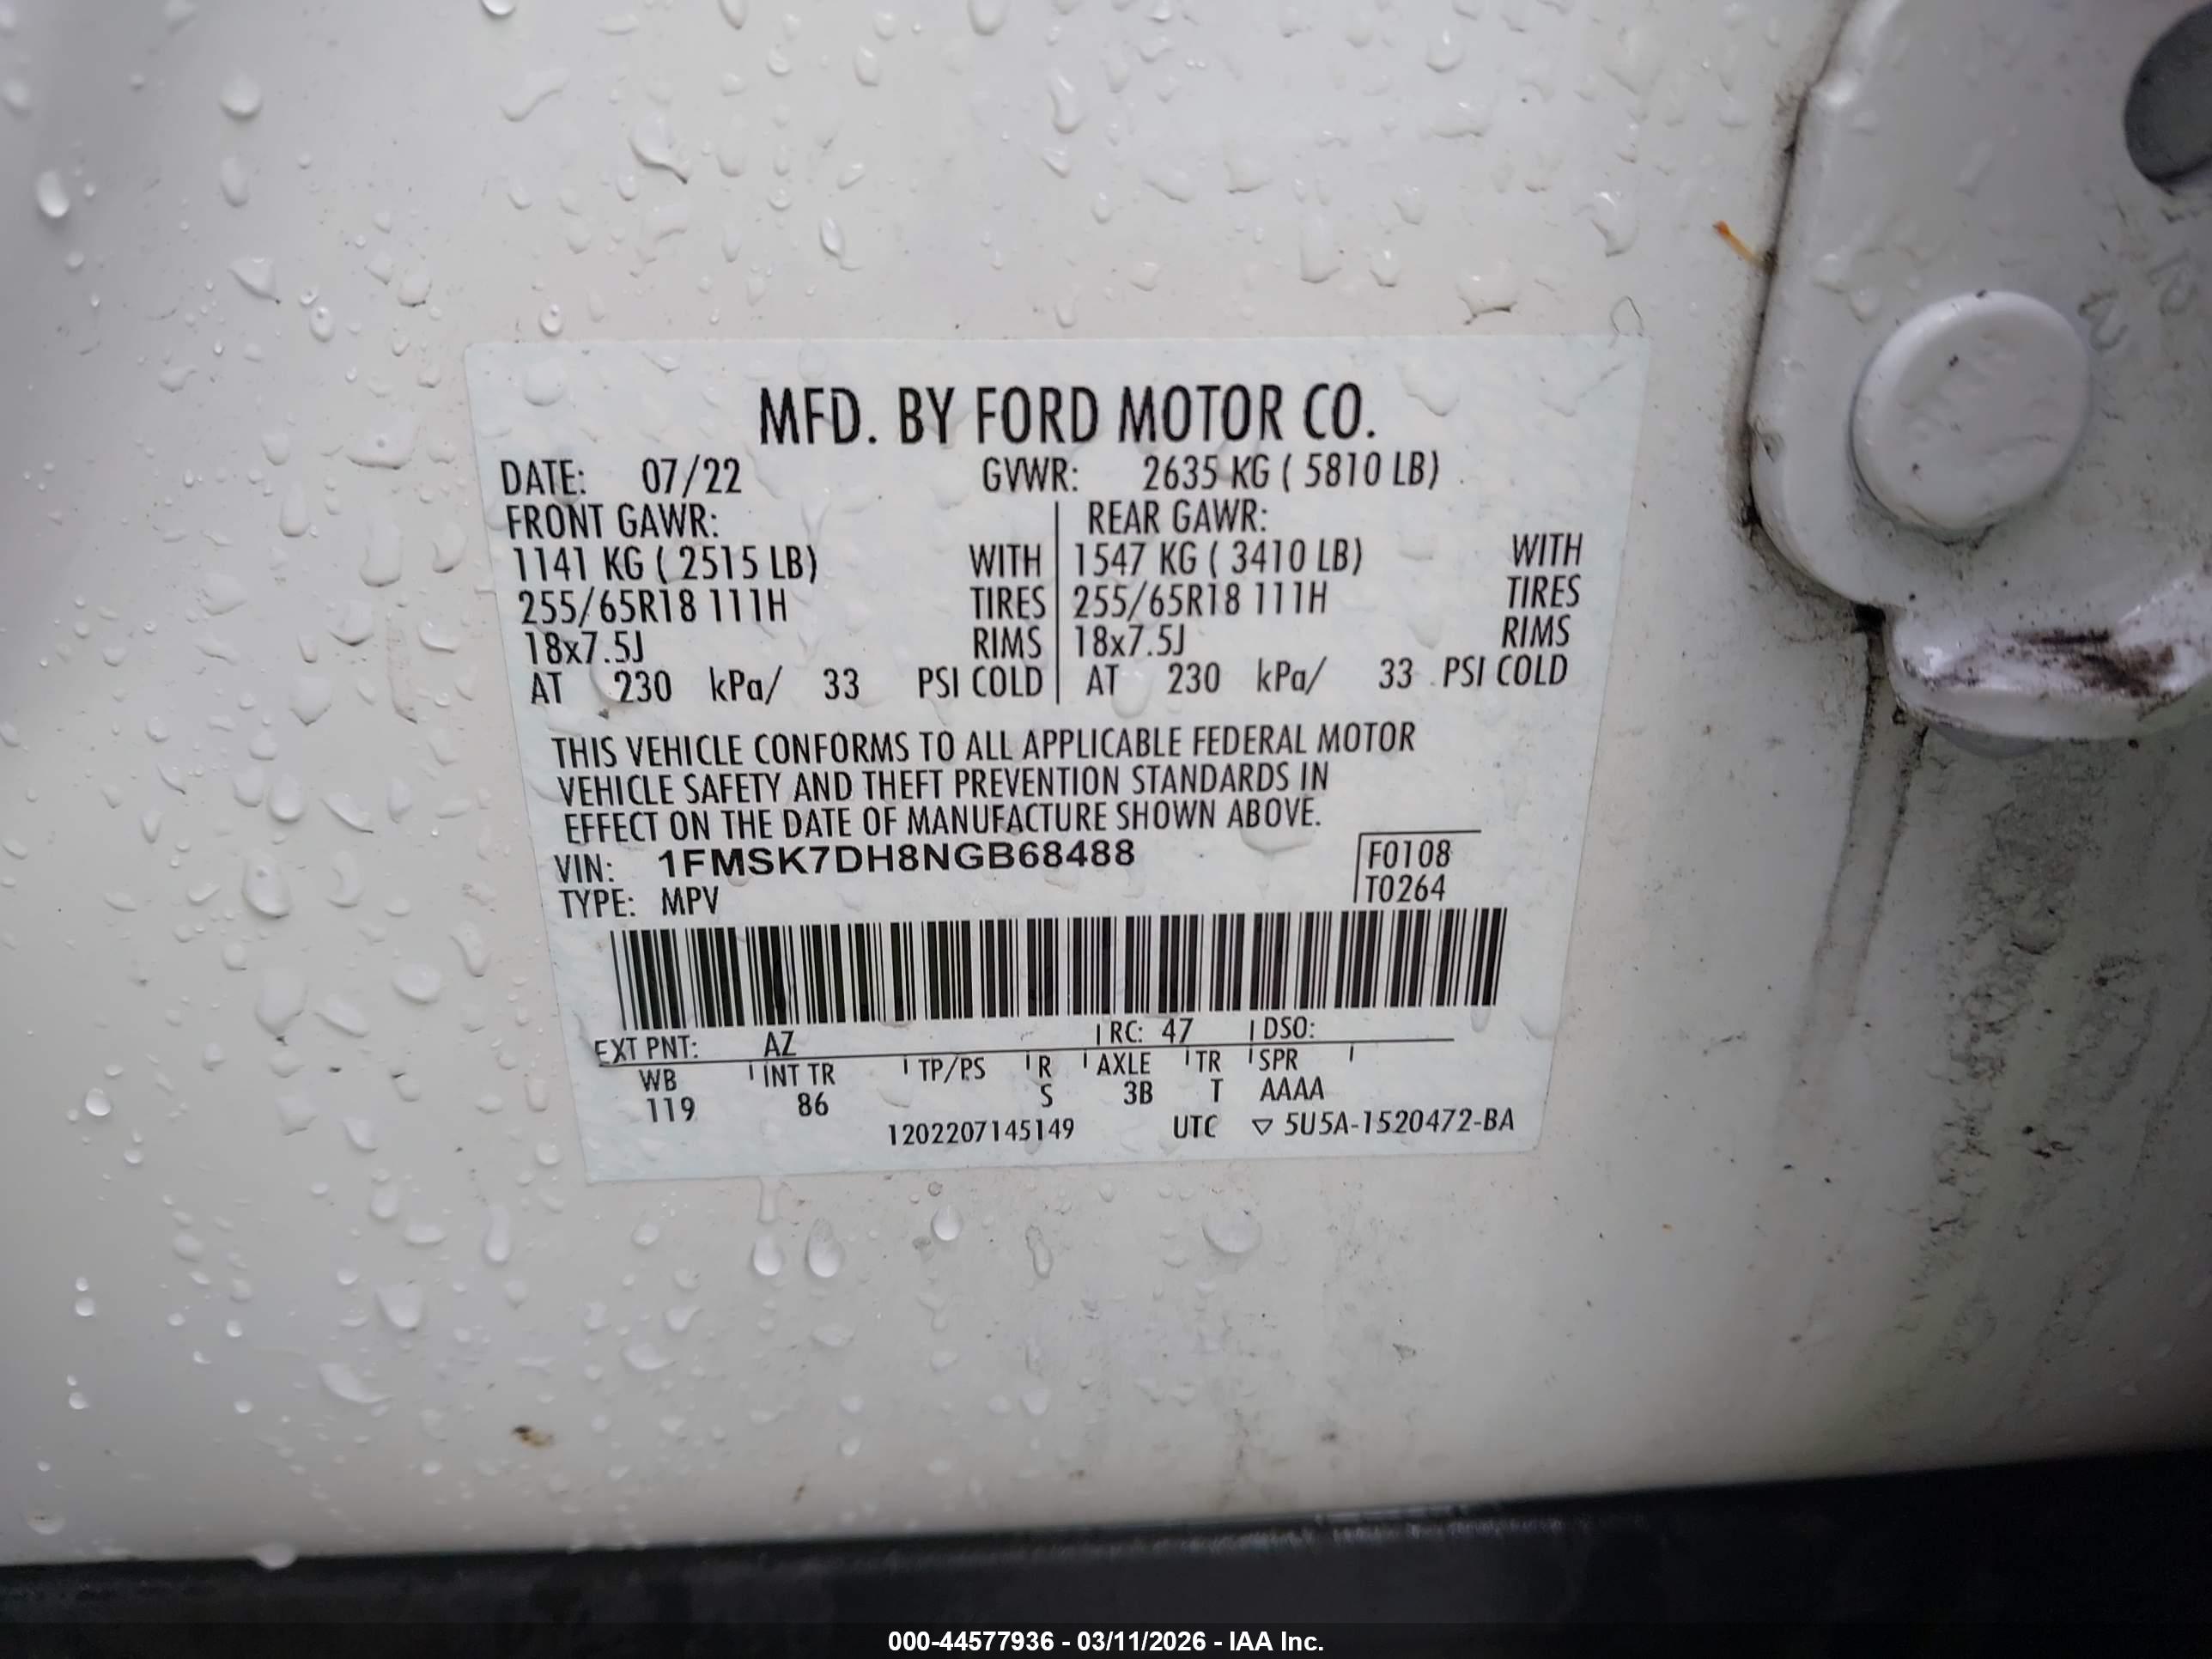 MFD. BY FORD MOTOR CO.
DATE: 07/22 GVWR: 2635 KG ( 5810 LB)
FRONT GAWR: REAR GAWR:
1141 KG ( 2515 LB) WITH 1547 KG ( 3410 LB) WITH
255/65R18 111H TIRES 255/65R18 111H TIRES
18x7.5J RIMS 18x7.5J RIMS
AT 230 kPa/ 33 PSI COLD AT 230 kPa/ 33 PSI COLD
THIS VEHICLE CONFORMS TO ALL APPLICABLE FEDERAL MOTOR
VEHICLE SAFETY AND THEFT PREVENTION STANDARDS IN
EFFECT ON THE DATE OF MANUFACTURE SHOWN ABOVE.
VIN: 1FMSK7DH8NGB68488 F0108
TYPE: MPV T0264
EXT PNT: AZ RC: 47 DSO:
WB INT TR TP/PS R AXLE TR SPR
119 86 S 3B T AAAA
1202207145149 UTC ▽ 5U5A-1520472-BA
000-44577936 - 03/11/2026 - IAA Inc.